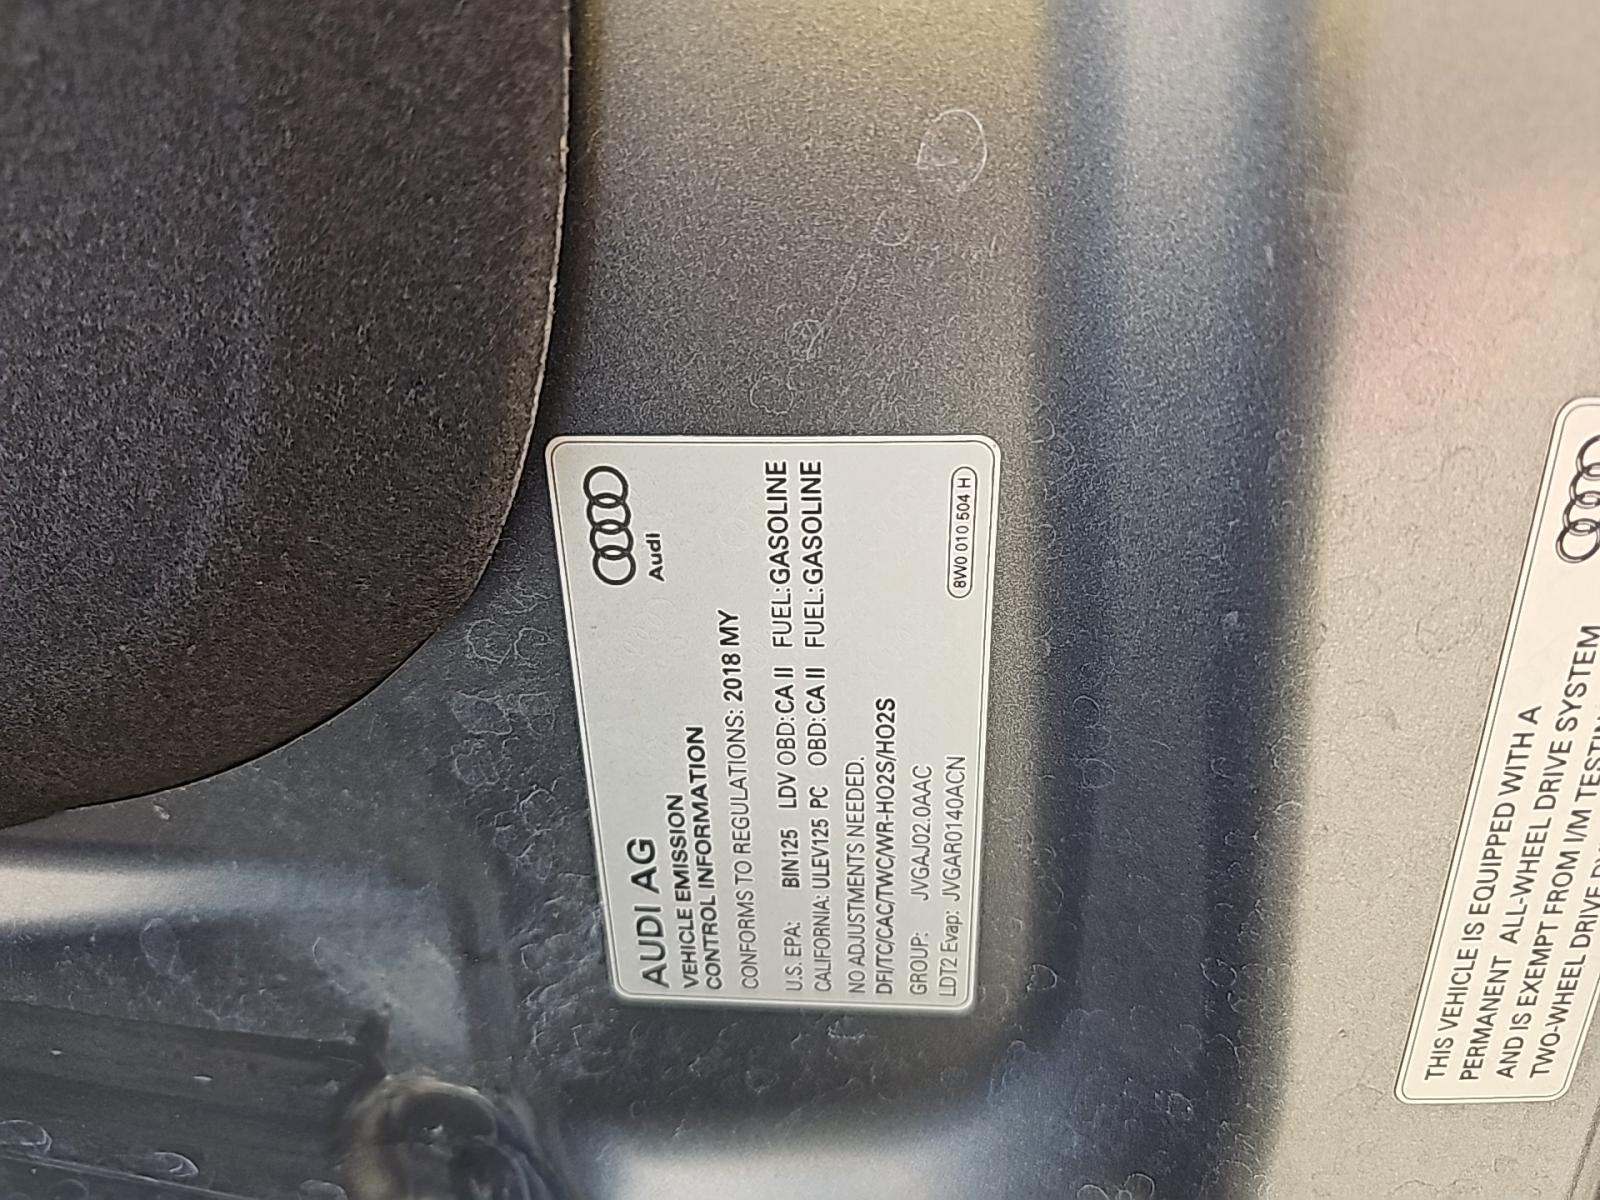 Audi
AUDI AG
VEHICLE EMISSION
CONTROL INFORMATION
CONFORMS TO REGULATIONS: 2018 MY
U.S. EPA: BIN125 LDV OBD: CA II FUEL: GASOLINE
CALIFORNIA: ULEV125 PC OBD: CA II FUEL: GASOLINE
NO ADJUSTMENTS NEEDED.
DFI/TC/CAC/TWC/WR-HO2S/HO2S
GROUP: JVGAJ02.0AAC
LDT2 Evap: JVGAR0140ACN
8W0 010 504 H
THIS VEHICLE IS EQUIPPED WITH A
PERMANENT ALL-WHEEL DRIVE SYSTEM
AND IS EXEMPT FROM I/M TESTIN
TWO-WHEEL DRIVE